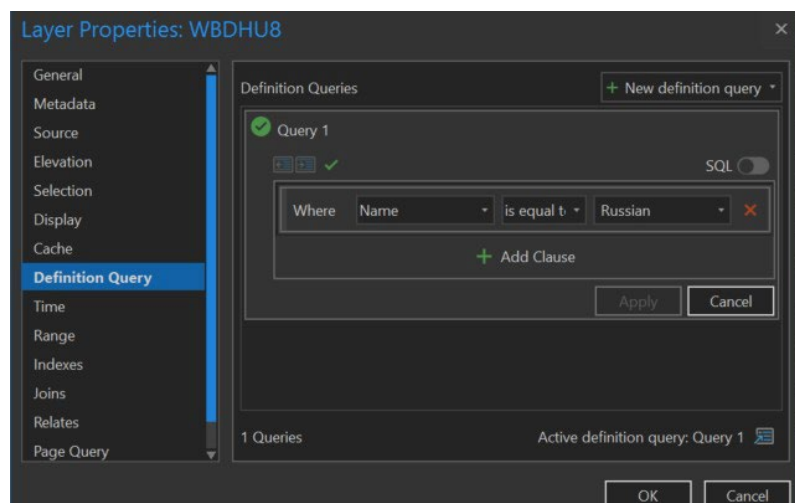 Layer Properties: WBDHU8
General
Metadata
Source
Elevation
Selection
Display
Cache
Definition Query
Time
Range
Indexes
Joins
Relates
Page Query
Definition Queries
+ New definition query
Query 1
SQL
Where Name is equal t Russian
+ Add Clause
Apply Cancel
1 Queries Active definition query: Query 1
OK Cancel